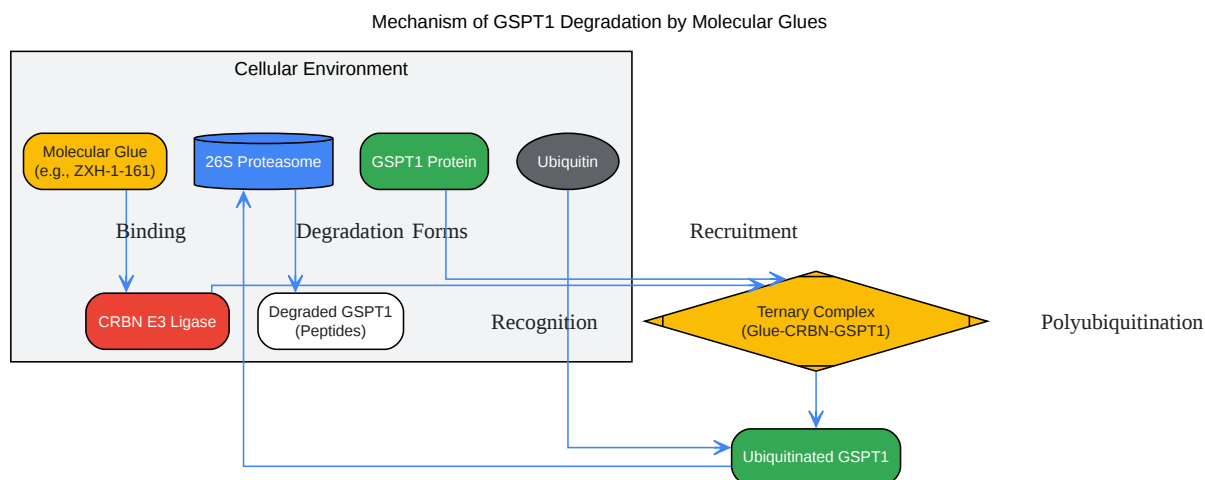 Mechanism of GSPT1 Degradation by Molecular Glues
Cellular Environment
Molecular Glue
(e.g., ZXH-1-161)
26S Proteasome
GSPT1 Protein
Ubiquitin
Binding
Degradation
Forms
Recruitment
CRBN E3 Ligase
Degraded GSPT1
(Peptides)
Recognition
Ternary Complex
(Glue-CRBN-GSPT1)
Polyubiquitination
Ubiquitinated GSPT1